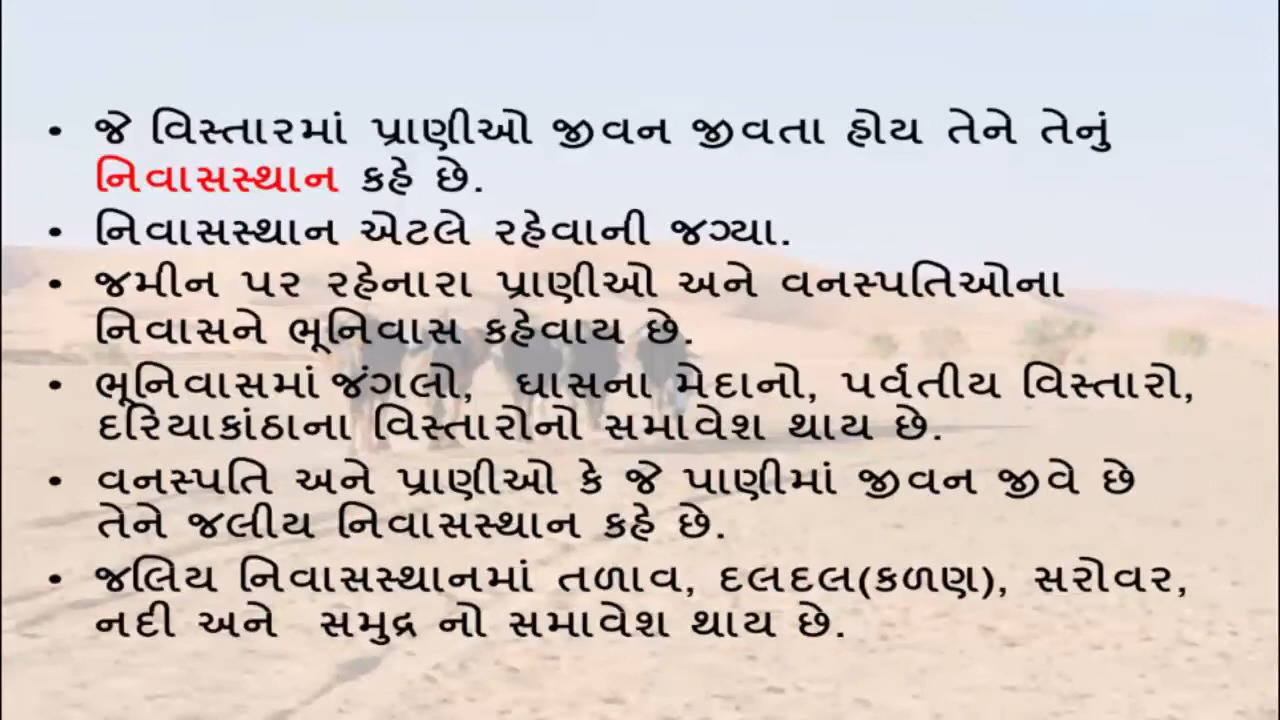 • જે વિસ્તારમાં પ્રાણીઓ જીવન જીવતા હોય તેને તેનું
નિવાસસ્થાન કહે છે.
• નિવાસસ્થાન એટલે રહેવાની જગ્યા.
• જમીન પર રહેનારા પ્રાણીઓ અને વનસ્પતિઓના
નિવાસને ભૂનિવાસ કહેવાય છે.
• ભૂનિવાસમાં જંગલો, ઘાસના મેદાનો, પર્વતીય વિસ્તારો,
દરિયાકાંઠાના વિસ્તારોનો સમાવેશ થાય છે.
• વનસ્પતિ અને પ્રાણીઓ કે જે પાણીમાં જીવન જીવે છે
તેને જલીય નિવાસસ્થાન કહે છે.
• જલિય નિવાસસ્થાનમાં તળાવ, દલદલ(કળણ), સરોવર,
નદી અને સમુદ્ર નો સમાવેશ થાય છે.